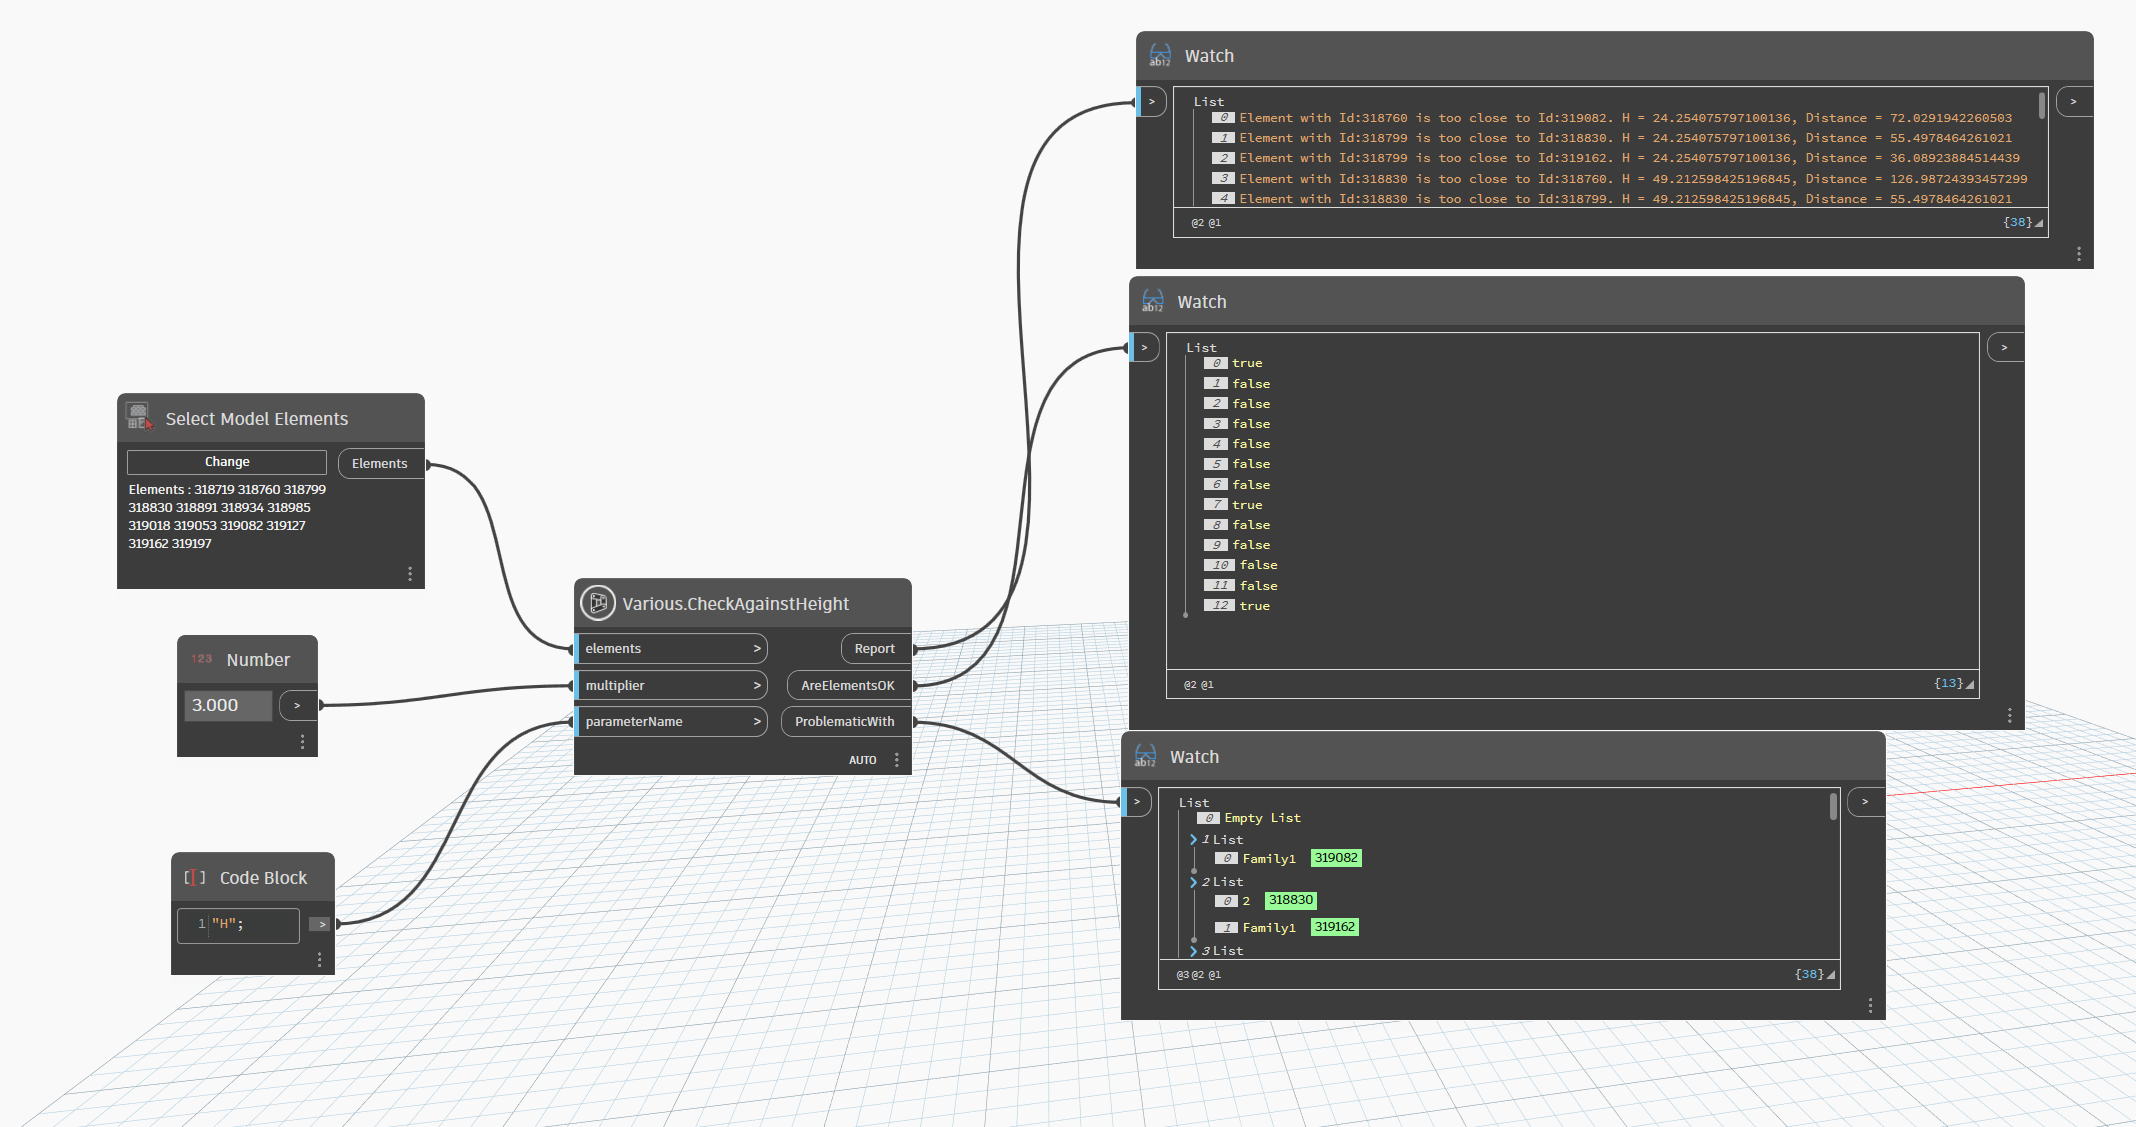 Watch
>
>
List
0 Element with Id:318760 is too close to Id:319082. H = 24.254075797100136, Distance = 72.0291942260503
1 Element with Id:318799 is too close to Id:318830. H = 24.254075797100136, Distance = 55.4978464261021
2 Element with Id:318799 is too close to Id:319162. H = 24.254075797100136, Distance = 36.08923884514439
3 Element with Id:318830 is too close to Id:318760. H = 49.212598425196845, Distance = 126.98724393457299
4 Element with Id:318830 is too close to Id:318799. H = 49.212598425196845, Distance = 55.4978464261021
@2 @1 {38}
Watch
>
>
List
0 true
1 false
2 false
3 false
4 false
5 false
6 false
7 true
8 false
9 false
10 false
11 false
12 true
@2 @1 {13}
Select Model Elements
Change
Elements
Elements : 318719 318760 318799
318830 318891 318934 318985
319018 319053 319082 319127
319162 319197
Various.CheckAgainstHeight
elements > Report
multiplier > AreElementsOK
parameterName > ProblematicWith
AUTO
123 Number
3.000 >
Watch
>
>
List
0 Empty List
1 List
0 Family1 319082
2 List
0 2 318830
1 Family1 319162
3 List
@3 @2 @1 {38}
Code Block
1 "H"; >